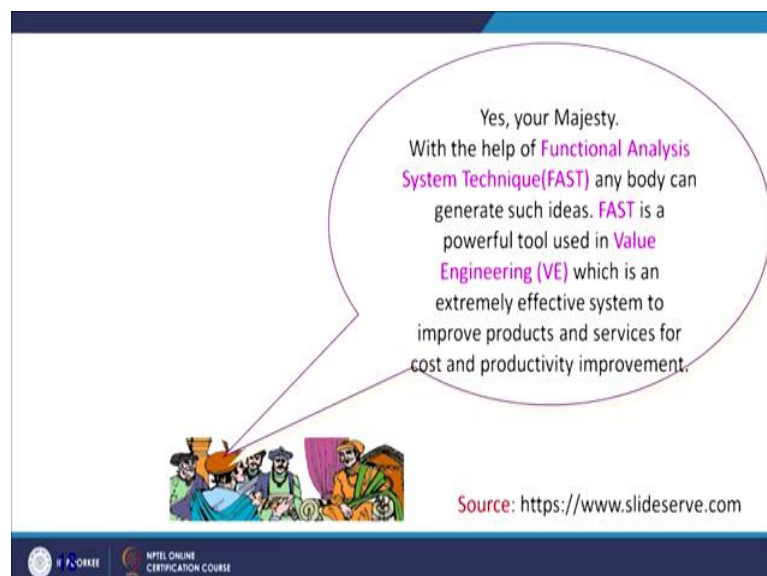 Yes, your Majesty.
With the help of Functional Analysis
System Technique(FAST) any body can
generate such ideas. FAST is a
powerful tool used in Value
Engineering (VE) which is an
extremely effective system to
improve products and services for
cost and productivity improvement.
Source: https://www.slideserve.com
18
NPTEL ONLINE
CERTIFICATION COURSE